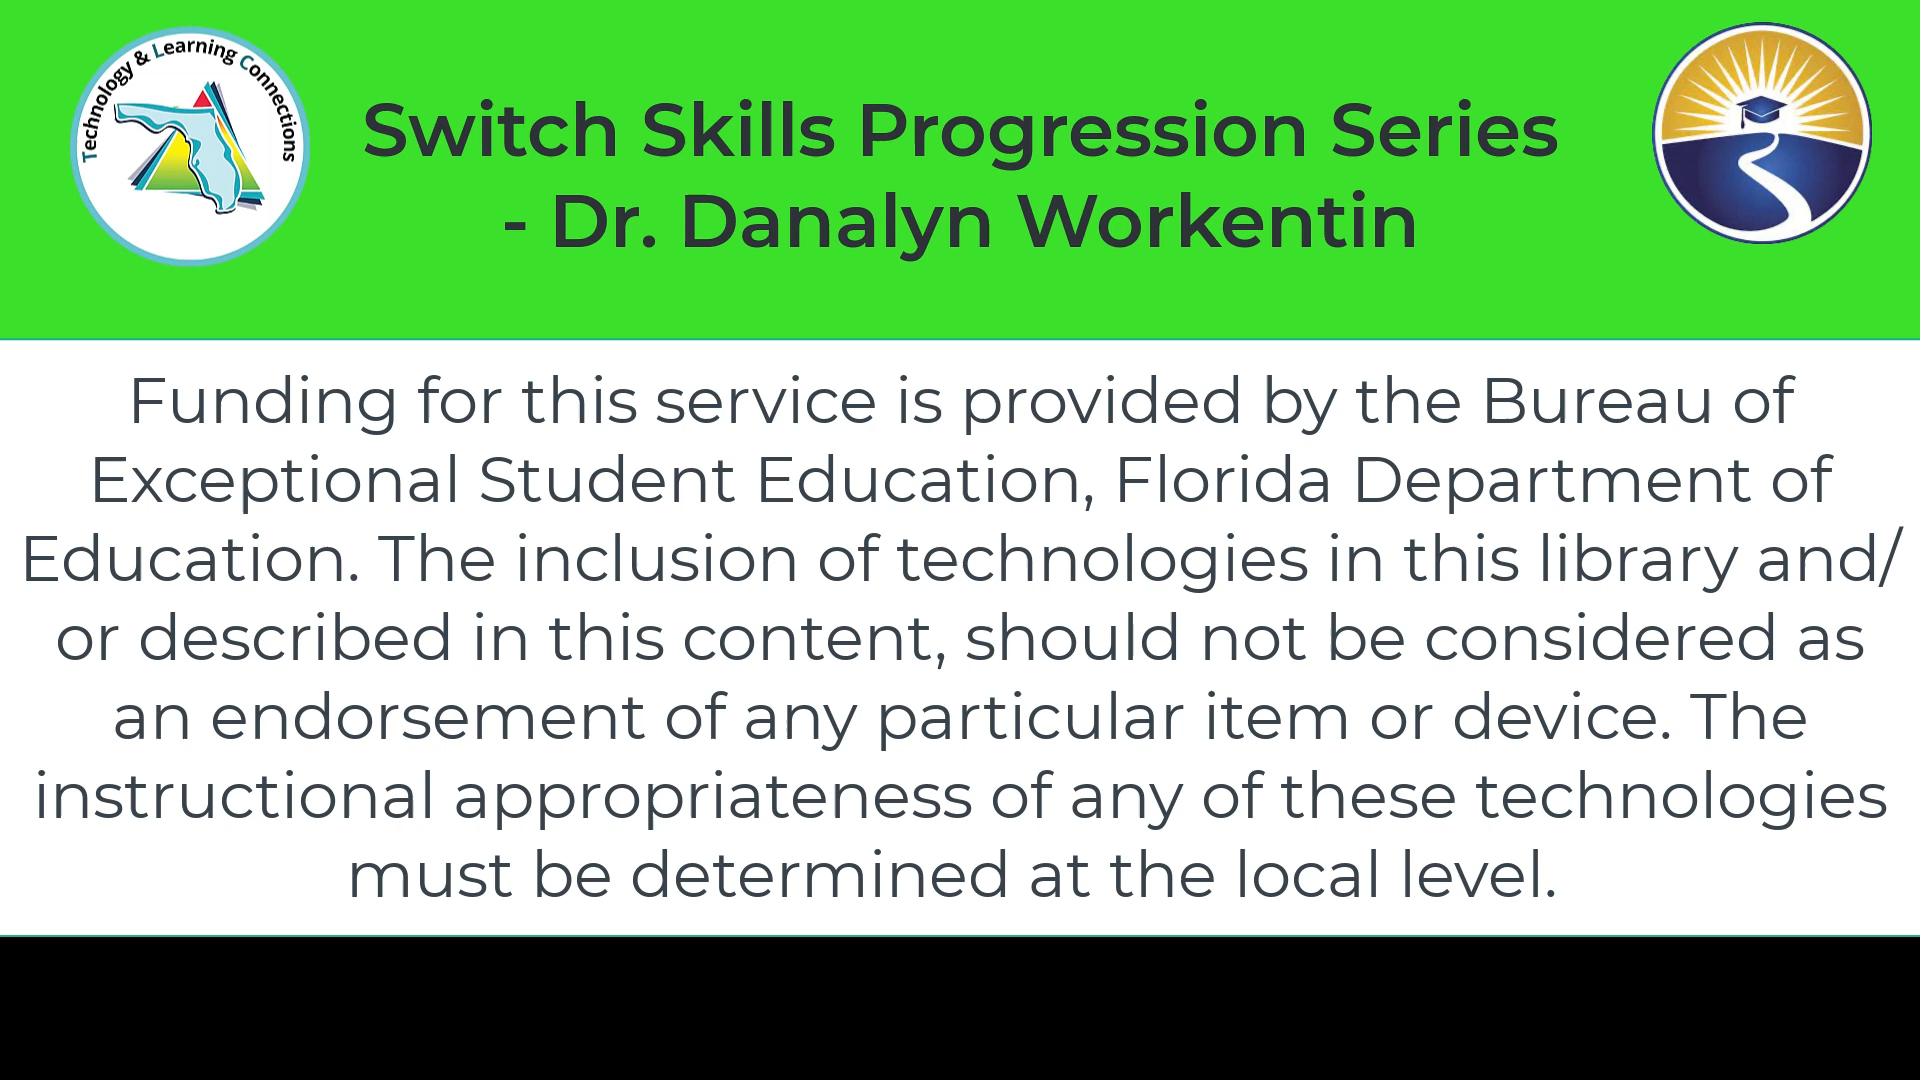 Technology & Learning Connections
Switch Skills Progression Series
- Dr. Danalyn Workentin
Funding for this service is provided by the Bureau of
Exceptional Student Education, Florida Department of
Education. The inclusion of technologies in this library and/
or described in this content, should not be considered as
an endorsement of any particular item or device. The
instructional appropriateness of any of these technologies
must be determined at the local level.